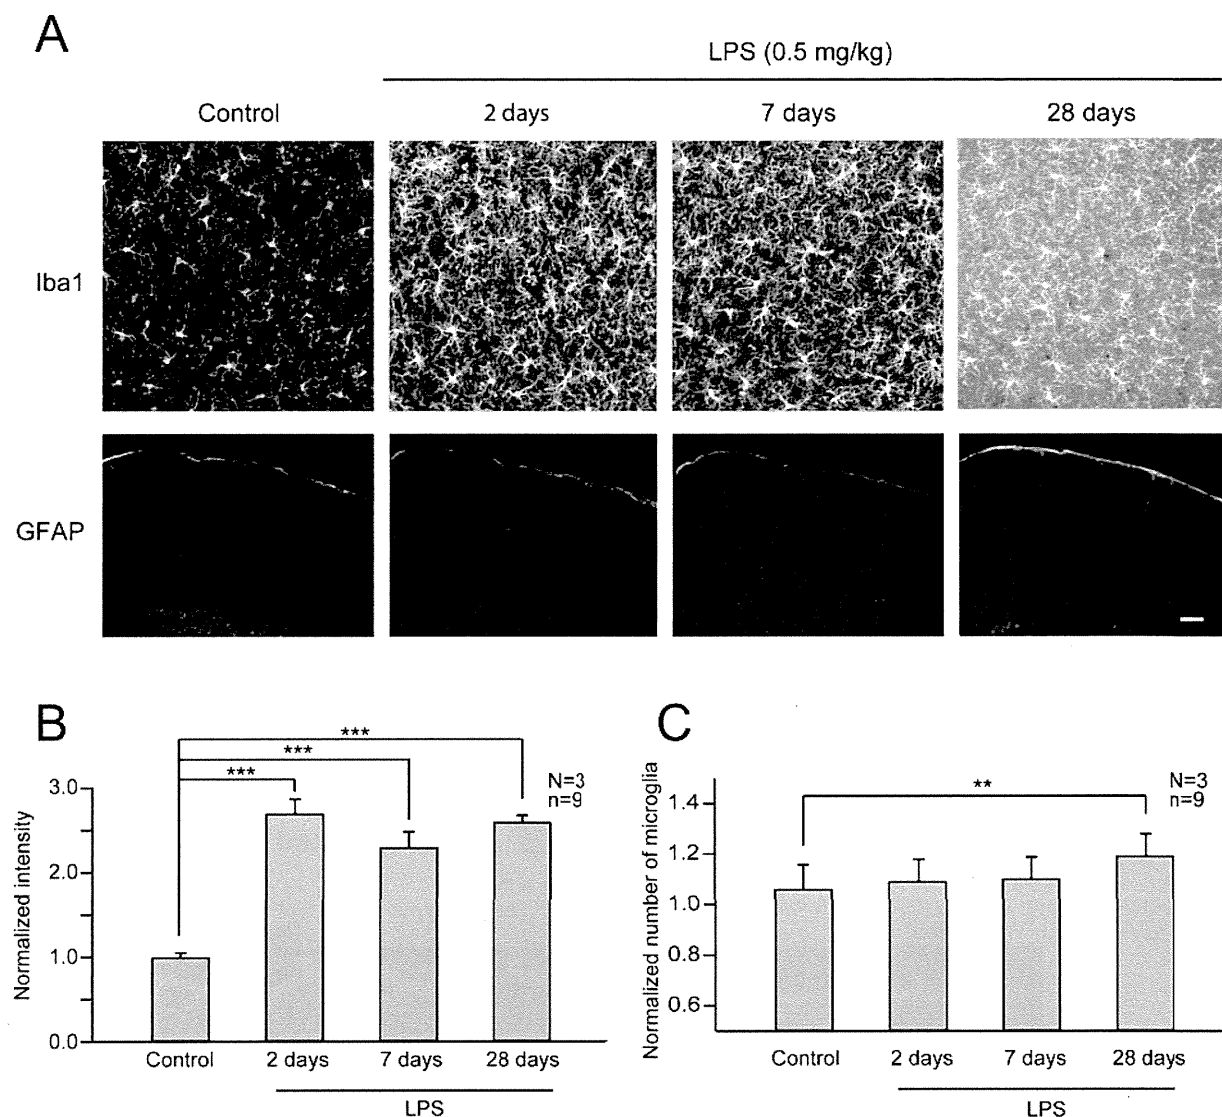 A
LPS (0.5 mg/kg)
Control 2 days 7 days 28 days
Iba1
GFAP
B
***
***
***
N=3
n=9
Normalized intensity
3.0
2.0
1.0
0.0
Control 2 days 7 days 28 days
LPS
C
**
N=3
n=9
Normalized number of microglia
1.4
1.2
1.0
0.8
0.6
Control 2 days 7 days 28 days
LPS